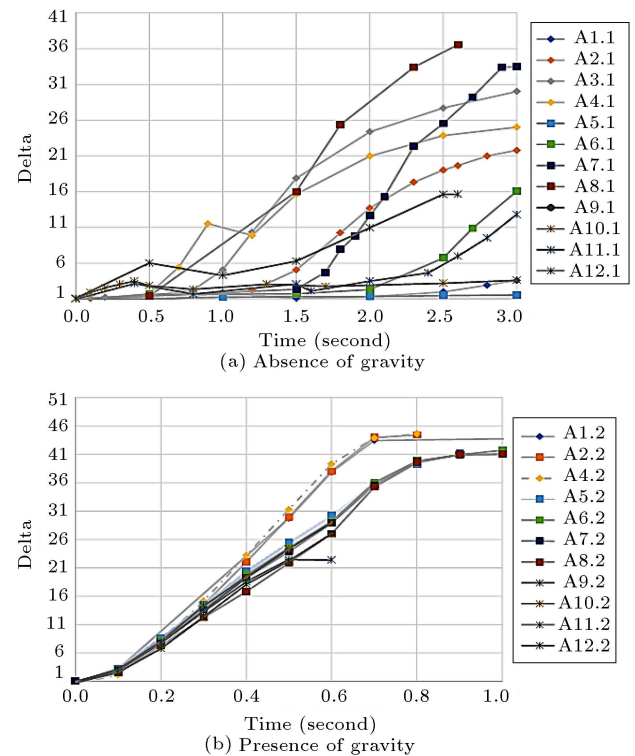 41
36
31
26
21
16
11
6
1
Delta
0.0
0.5
1.0
1.5
2.0
2.5
3.0
Time (second)
(a) Absence of gravity
A1.1
A2.1
A3.1
A4.1
A5.1
A6.1
A7.1
A8.1
A9.1
A10.1
A11.1
A12.1
51
46
41
36
31
26
21
16
11
6
1
Delta
0.0
0.2
0.4
0.6
0.8
1.0
Time (second)
(b) Presence of gravity
A1.2
A2.2
A4.2
A5.2
A6.2
A7.2
A8.2
A9.2
A10.2
A11.2
A12.2